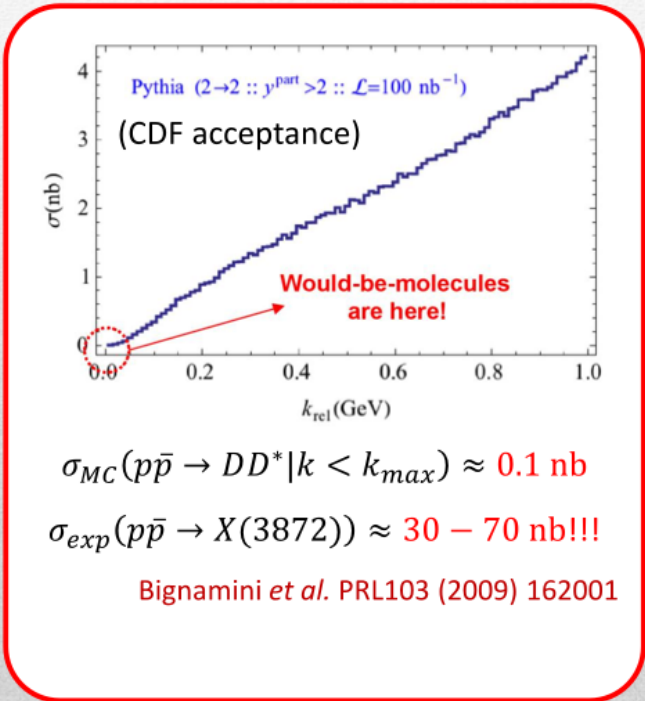 4
Pythia (2→2 :: y^part >2 :: ℒ=100 nb⁻¹)
(CDF acceptance)
3
σ(nb)
2
1
Would-be-molecules
are here!
0
0.0 0.2 0.4 0.6 0.8 1.0
k_rel(GeV)
σ_MC(pp̄ → DD*|k < k_max) ≈ 0.1 nb
σ_exp(pp̄ → X(3872)) ≈ 30 − 70 nb!!!
Bignamini et al. PRL103 (2009) 162001